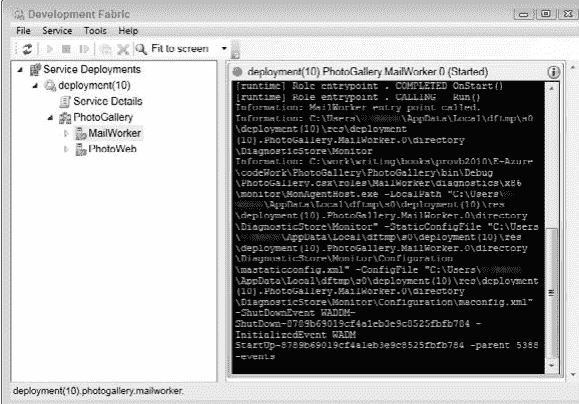 Development Fabric
File Service Tools Help
Fit to screen
Service Deployments
deployment(10)
Service Details
PhotoGallery
MailWorker
PhotoWeb
deployment(10) PhotoGallery MailWorker 0 (Started)
[runtime] Role entrypoint . COMPLETED OnStart()
[runtime] Role entrypoint . CALLING Run()
Information: MailWorker entry point called.
Information: C:\Users\ \AppData\Local\dftmp\s0
\deployment(10)\res\deployment
(10).PhotoGallery.MailWorker.0\directory
\DiagnosticStore\Monitor
Information: C:\work\writing\books\provb2010\E-Azure
\codeWork\PhotoGallery\PhotoGallery\bin\Debug
\PhotoGallery.csx\roles\MailWorker\diagnostics\x86
\monitor\MonAgentHost.exe -LocalPath "C:\Users
\AppData\Local\dftmp\s0\deployment(10)\res
\deployment(10).PhotoGallery.MailWorker.0\directory
\DiagnosticStore\Monitor" -StaticConfigFile "C:\Users
\AppData\Local\dftmp\s0\deployment(10)\res
\deployment(10).PhotoGallery.MailWorker.0\directory
\DiagnosticStore\Monitor\Configuration
\mastaticconfig.xml" -ConfigFile "C:\Users\
\AppData\Local\dftmp\s0\deployment(10)\res\deployment
(10).PhotoGallery.MailWorker.0\directory
\DiagnosticStore\Monitor\Configuration\maconfig.xml"
-ShutDownEvent WADDM-
ShutDown-8789b69019cf4a1eb3e9c8525fbfb784 -
InitializedEvent WADM
StartUp-8789b69019cf4a1eb3e9c8525fbfb784 -parent 5388
-events
deployment(10).photogallery.mailworker.